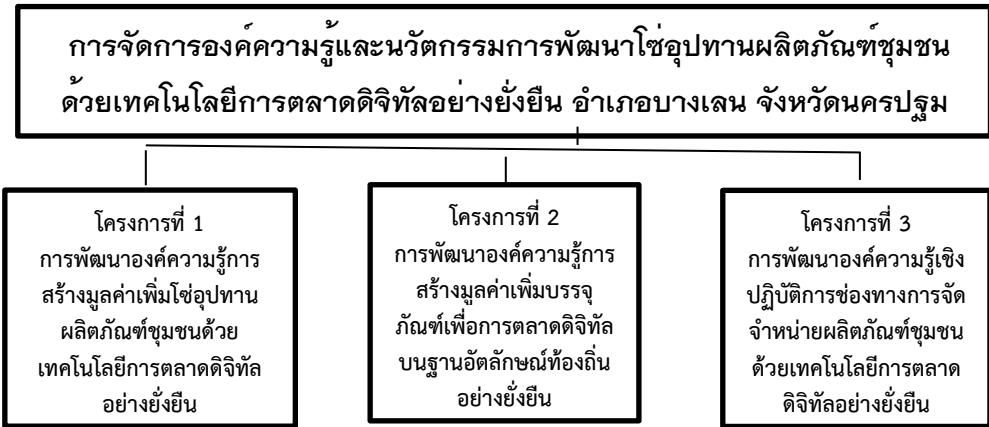 การจัดการองค์ความรู้และนวัตกรรมการพัฒนาโซ่อุปทานผลิตภัณฑ์ชุมชน
ด้วยเทคโนโลยีการตลาดดิจิทัลอย่างยั่งยืน อำเภอบางเลน จังหวัดนครปฐม
โครงการที่ 1
การพัฒนาองค์ความรู้การ
สร้างมูลค่าเพิ่มโซ่อุปทาน
ผลิตภัณฑ์ชุมชนด้วย
เทคโนโลยีการตลาดดิจิทัล
อย่างยั่งยืน
โครงการที่ 2
การพัฒนาองค์ความรู้การ
สร้างมูลค่าเพิ่มบรรจุ
ภัณฑ์เพื่อการตลาดดิจิทัล
บนฐานอัตลักษณ์ท้องถิ่น
อย่างยั่งยืน
โครงการที่ 3
การพัฒนาองค์ความรู้เชิง
ปฏิบัติการช่องทางการจัด
จำหน่ายผลิตภัณฑ์ชุมชน
ด้วยเทคโนโลยีการตลาด
ดิจิทัลอย่างยั่งยืน